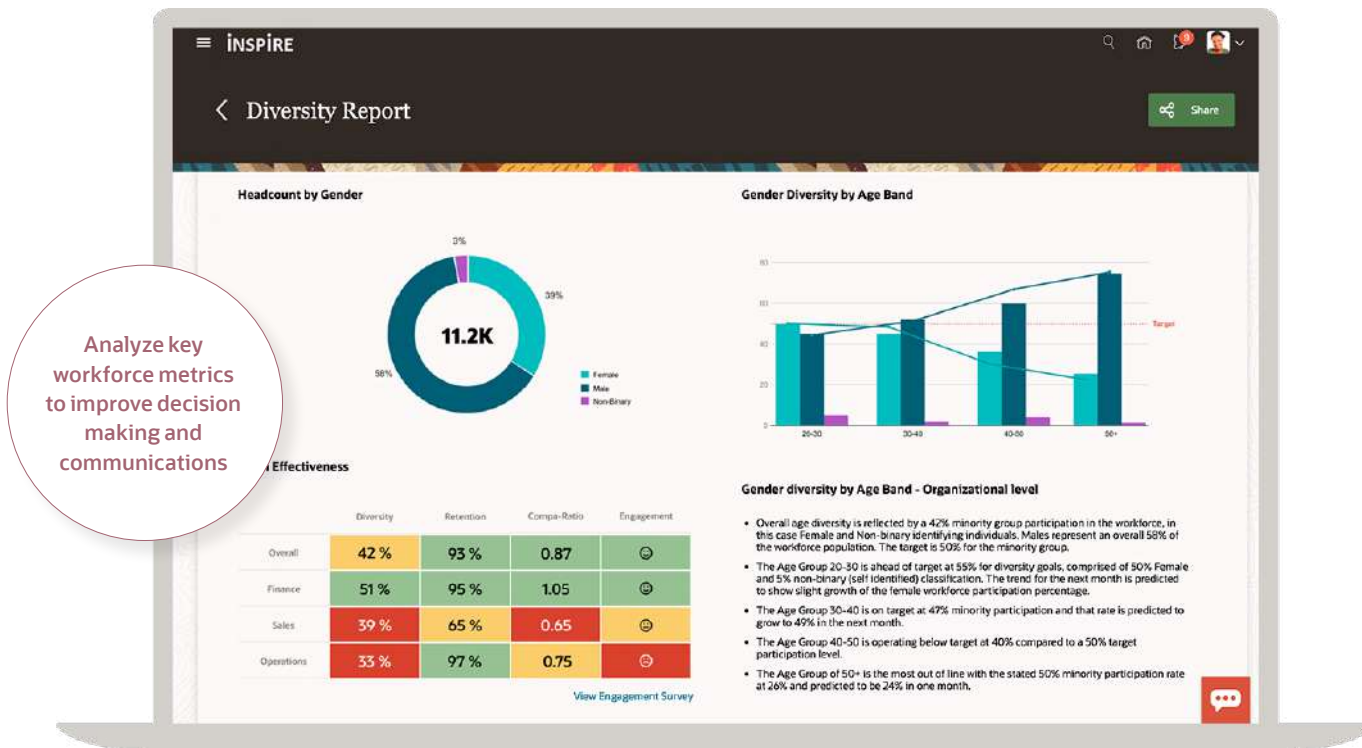 iNSPiRE
9
Diversity Report
Share
Headcount by Gender
3%
39%
11.2K
58%
Female
Male
Non-Binary
Gender Diversity by Age Band
80
60
40
20
0
Target
20-30
30-40
40-50
50+
Analyze key
workforce metrics
to improve decision
making and
communications
Effectiveness
Diversity Retention Compa-Ratio Engagement
Overall 42 % 93 % 0.87
Finance 51 % 95 % 1.05
Sales 39 % 65 % 0.65
Operations 33 % 97 % 0.75
View Engagement Survey
Gender diversity by Age Band - Organizational level
• Overall age diversity is reflected by a 42% minority group participation in the workforce, in
this case Female and Non-binary identifying individuals. Males represent an overall 58% of
the workforce population. The target is 50% for the minority group.
• The Age Group 20-30 is ahead of target at 55% for diversity goals, comprised of 50% Female
and 5% non-binary (self identified) classification. The trend for the next month is predicted
to show slight growth of the female workforce participation percentage.
• The Age Group 30-40 is on target at 47% minority participation and that rate is predicted to
grow to 49% in the next month.
• The Age Group 40-50 is operating below target at 40% compared to a 50% target
participation level.
• The Age Group of 50+ is the most out of line with the stated 50% minority participation rate
at 26% and predicted to be 24% in one month.